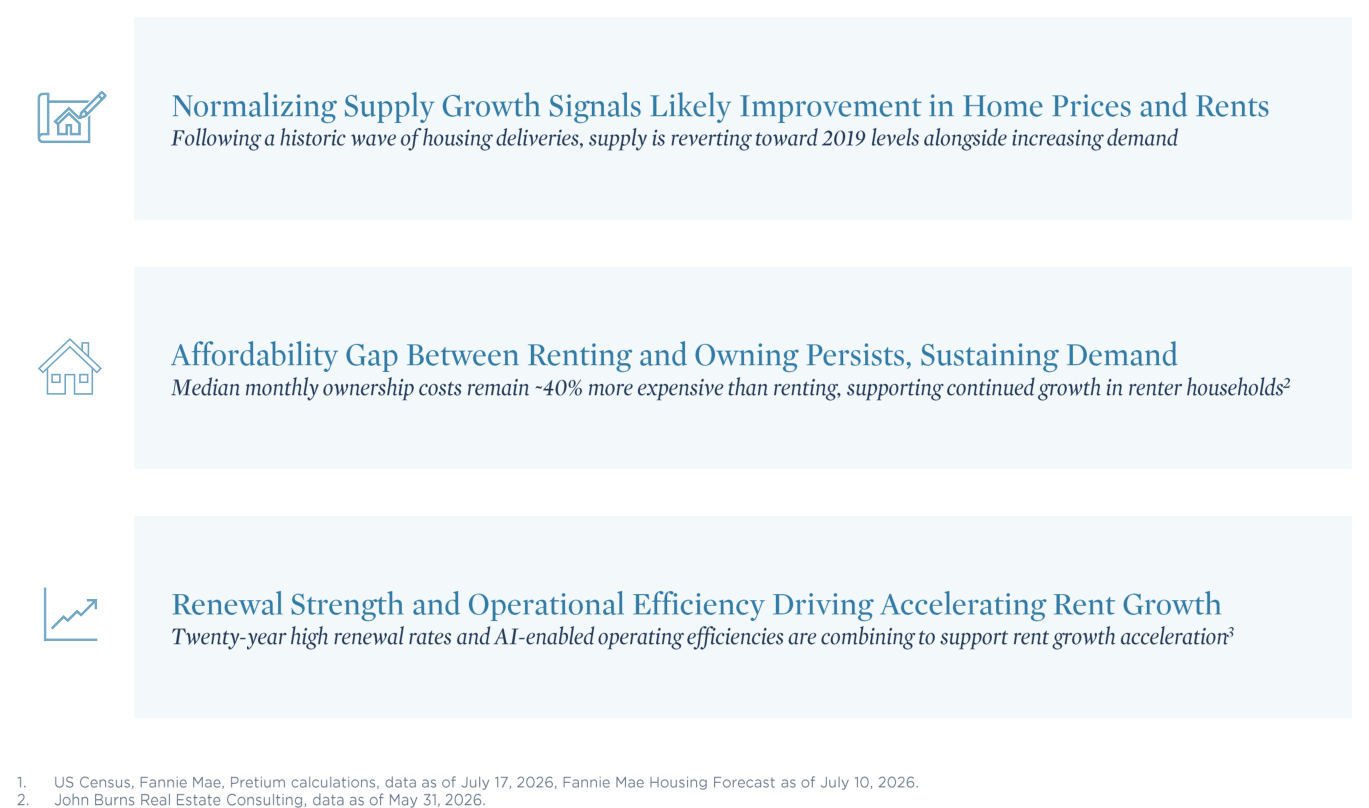 Normalizing Supply Growth Signals Likely Improvement in Home Prices and Rents
Following a historic wave of housing deliveries, supply is reverting toward 2019 levels alongside increasing demand
Affordability Gap Between Renting and Owning Persists, Sustaining Demand
Median monthly ownership costs remain ~40% more expensive than renting, supporting continued growth in renter households²
Renewal Strength and Operational Efficiency Driving Accelerating Rent Growth
Twenty-year high renewal rates and AI-enabled operating efficiencies are combining to support rent growth acceleration³
1. US Census, Fannie Mae, Pretium calculations, data as of July 17, 2026, Fannie Mae Housing Forecast as of July 10, 2026.
2. John Burns Real Estate Consulting, data as of May 31, 2026.